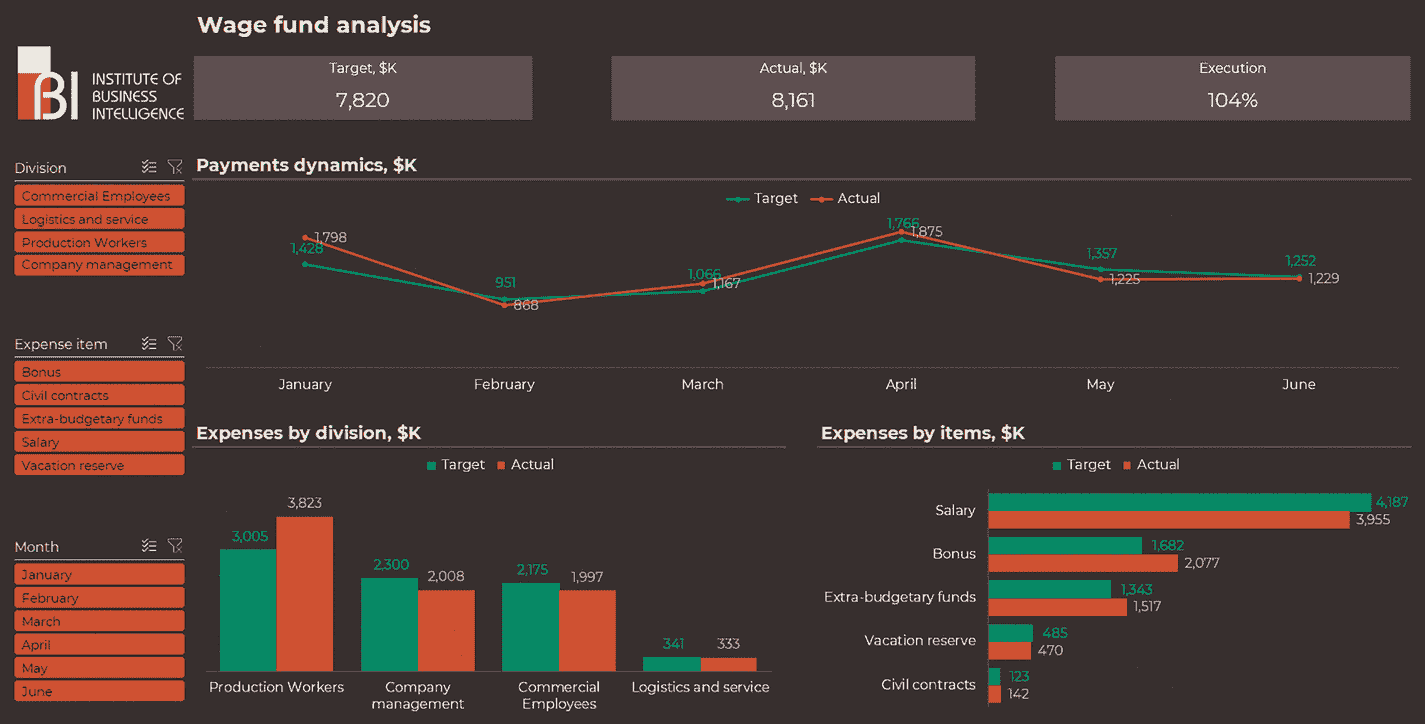 Wage fund analysis
BI
INSTITUTE OF
BUSINESS
INTELLIGENCE
Target, $K
7,820
Actual, $K
8,161
Execution
104%
Division
Commercial Employees
Logistics and service
Production Workers
Company management
Expense item
Bonus
Civil contracts
Extra-budgetary funds
Salary
Vacation reserve
Month
January
February
March
April
May
June
Payments dynamics, $K
Target Actual
1,428 1,798
951 868
1,066 1,167
1,766 1,875
1,357 1,225
1,252 1,229
January February March April May June
Expenses by division, $K
Target Actual
3,005 3,823
2,300 2,008
2,175 1,997
341 333
Production Workers
Company
management
Commercial
Employees
Logistics and service
Expenses by items, $K
Target Actual
Salary 4,187
3,955
Bonus 1,682
2,077
Extra-budgetary funds 1,343
1,517
Vacation reserve 485
470
Civil contracts 123
142